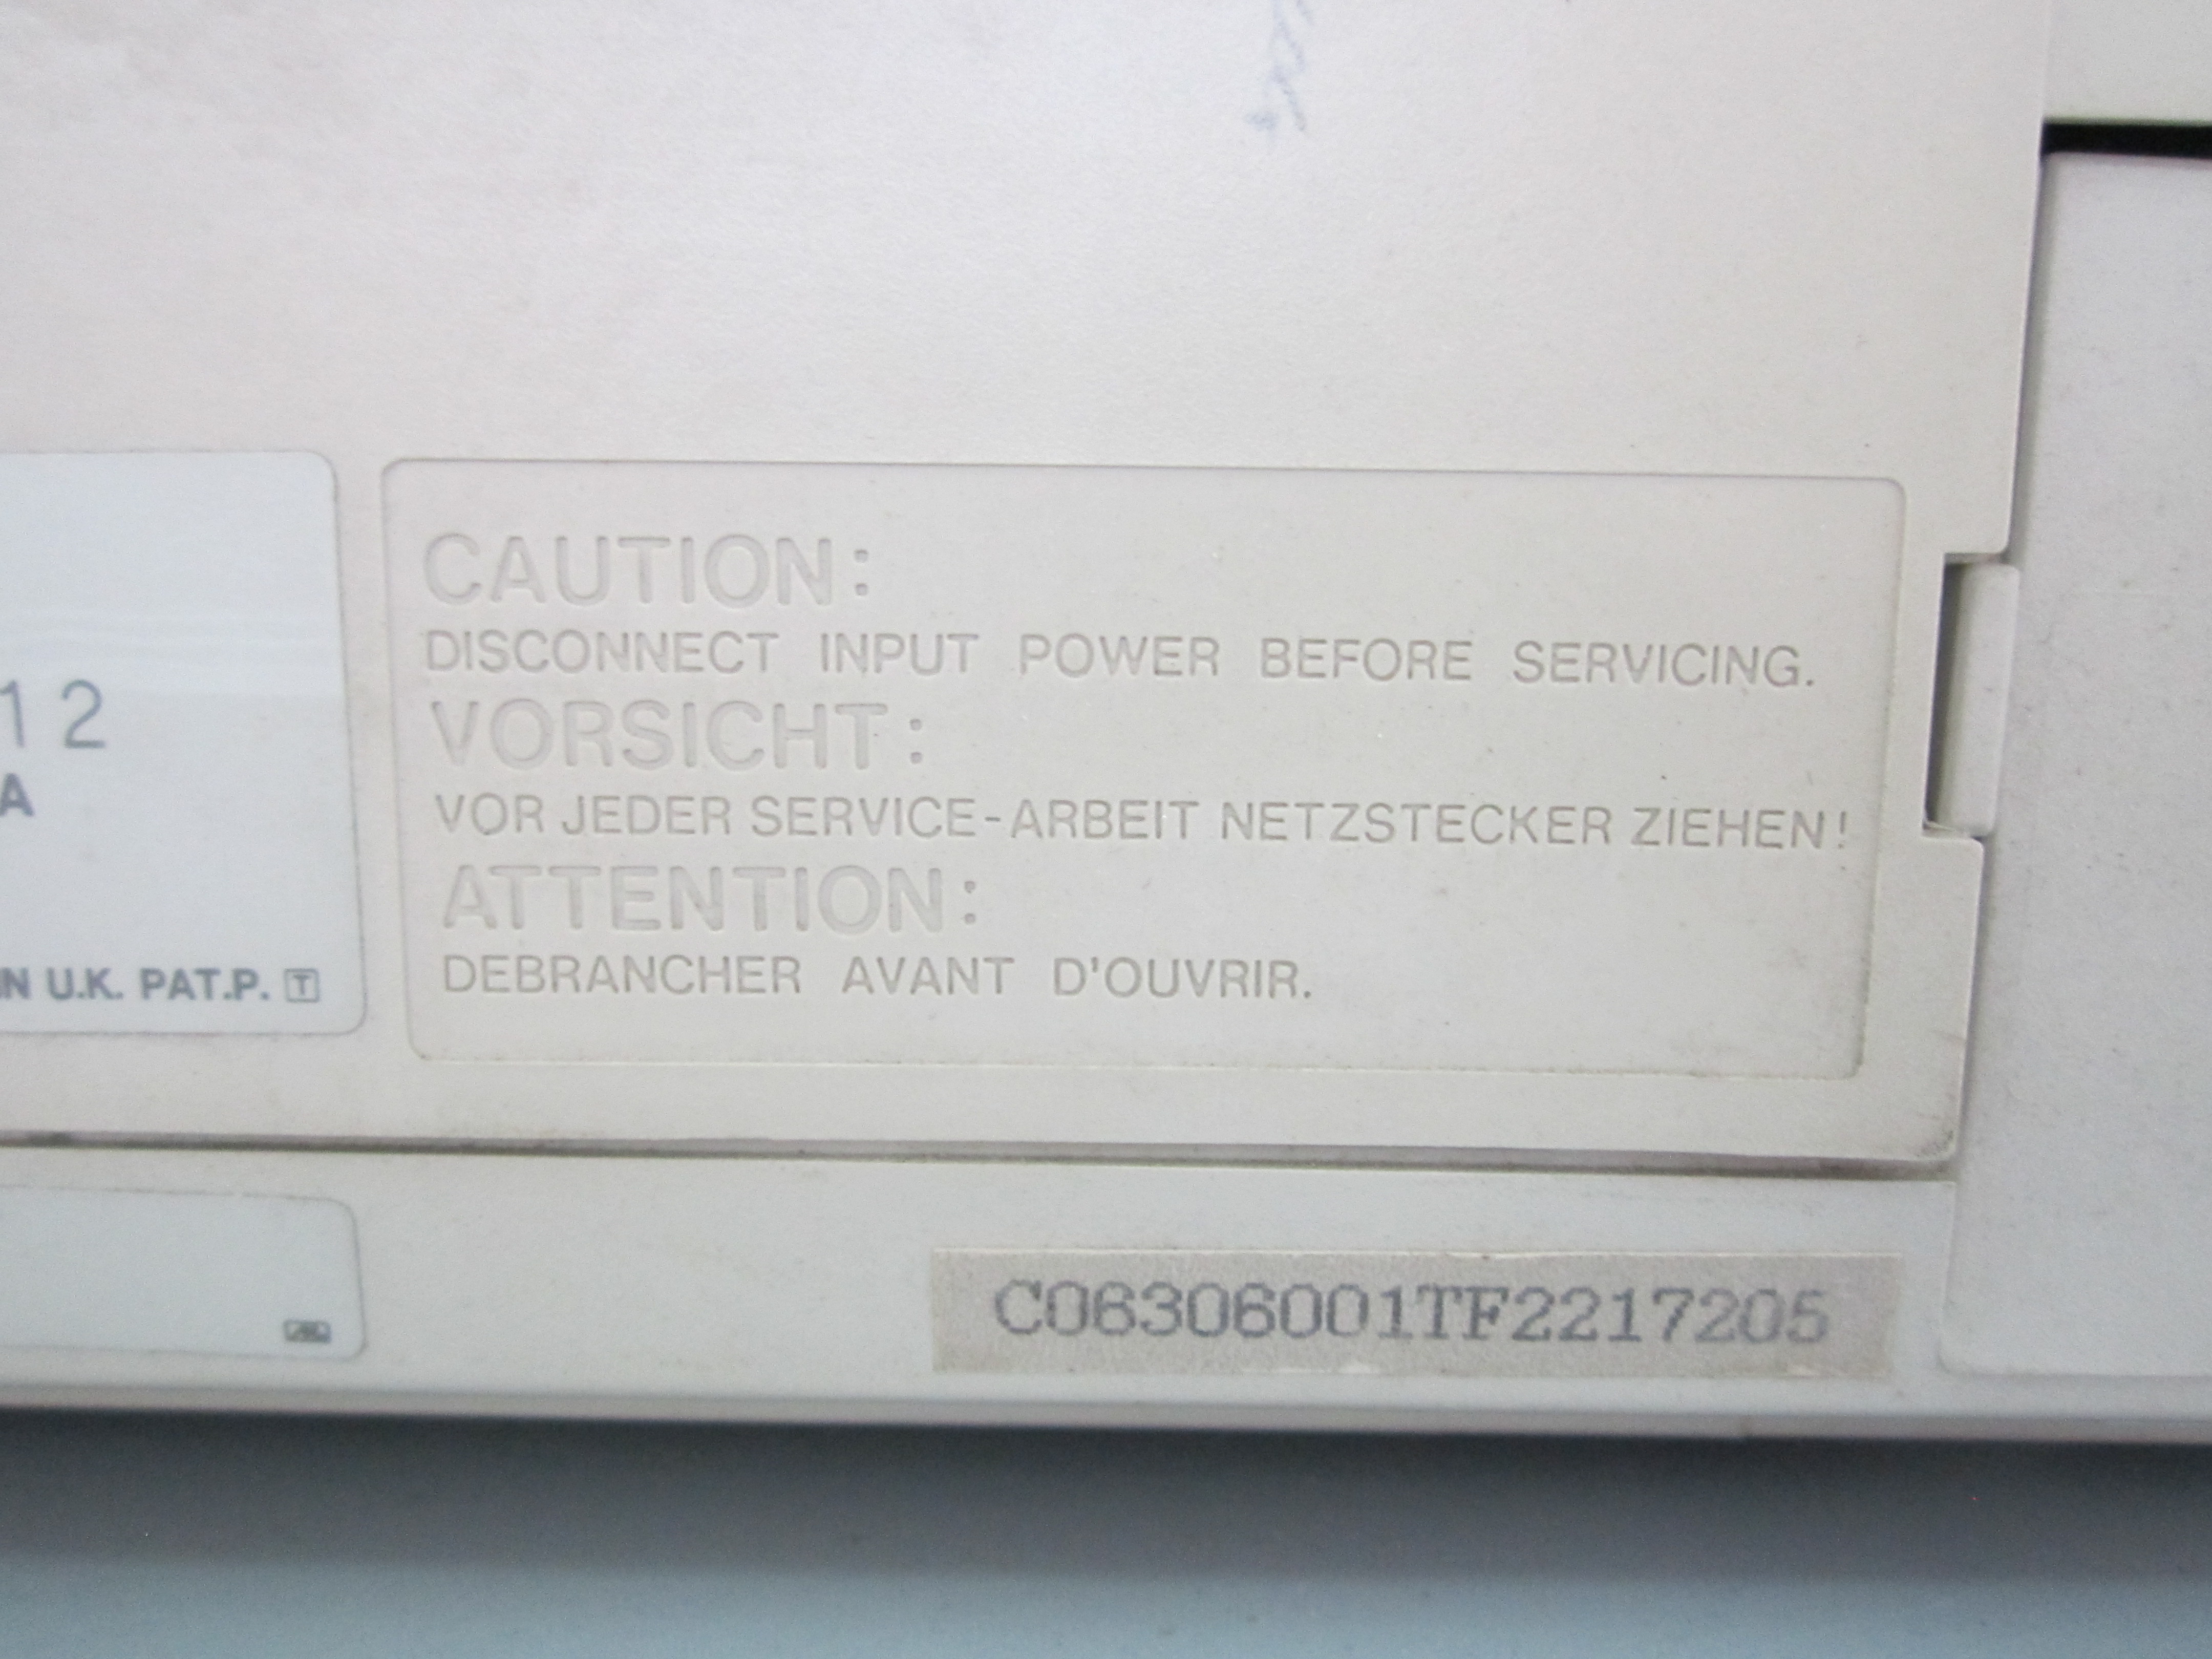 CAUTION:
DISCONNECT INPUT POWER BEFORE SERVICING.
VORSICHT:
VOR JEDER SERVICE-ARBEIT NETZSTECKER ZIEHEN!
ATTENTION:
DEBRANCHER AVANT D'OUVRIR.
12
A
N U.K. PAT.P. T
C06306001TF2217205